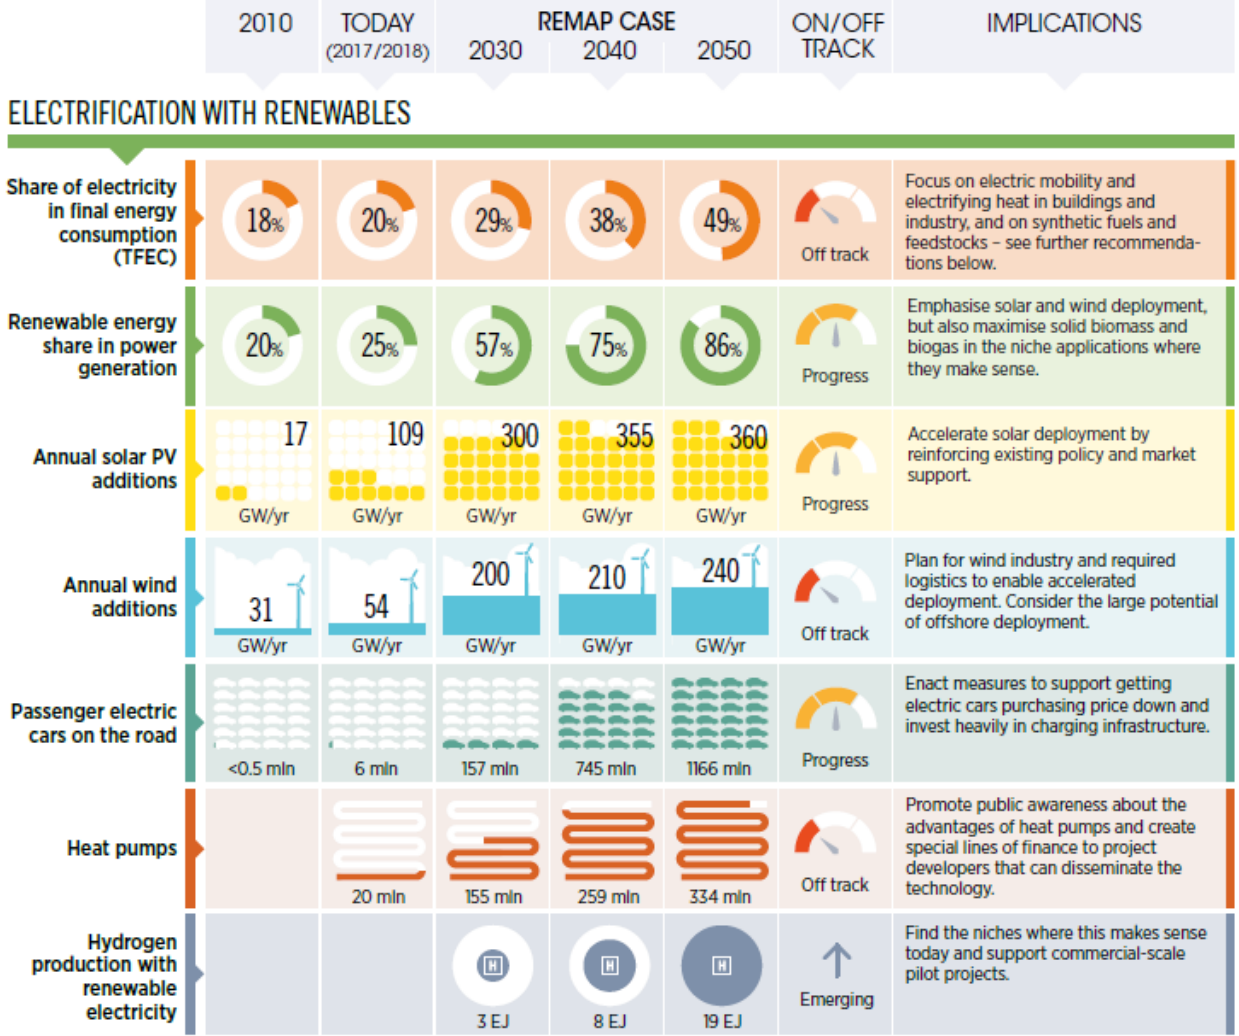 2010
TODAY
(2017/2018)
REMAP CASE
2030
2040
2050
ON/OFF
TRACK
IMPLICATIONS
ELECTRIFICATION WITH RENEWABLES
Share of electricity
in final energy
consumption
(TFEC)
18%
20%
29%
38%
49%
Off track
Focus on electric mobility and
electrifying heat in buildings and
industry, and on synthetic fuels and
feedstocks – see further recommenda-
tions below.
Renewable energy
share in power
generation
20%
25%
57%
75%
86%
Progress
Emphasise solar and wind deployment,
but also maximise solid biomass and
biogas in the niche applications where
they make sense.
Annual solar PV
additions
17
GW/yr
109
GW/yr
300
GW/yr
355
GW/yr
360
GW/yr
Progress
Accelerate solar deployment by
reinforcing existing policy and market
support.
Annual wind
additions
31
GW/yr
54
GW/yr
200
GW/yr
210
GW/yr
240
GW/yr
Off track
Plan for wind industry and required
logistics to enable accelerated
deployment. Consider the large potential
of offshore deployment.
Passenger electric
cars on the road
<0.5 mln
6 mln
157 mln
745 mln
1166 mln
Progress
Enact measures to support getting
electric cars purchasing price down and
invest heavily in charging infrastructure.
Heat pumps
20 mln
155 mln
259 mln
334 mln
Off track
Promote public awareness about the
advantages of heat pumps and create
special lines of finance to project
developers that can disseminate the
technology.
Hydrogen
production with
renewable
electricity
H
3 EJ
H
8 EJ
H
19 EJ
Emerging
Find the niches where this makes sense
today and support commercial-scale
pilot projects.